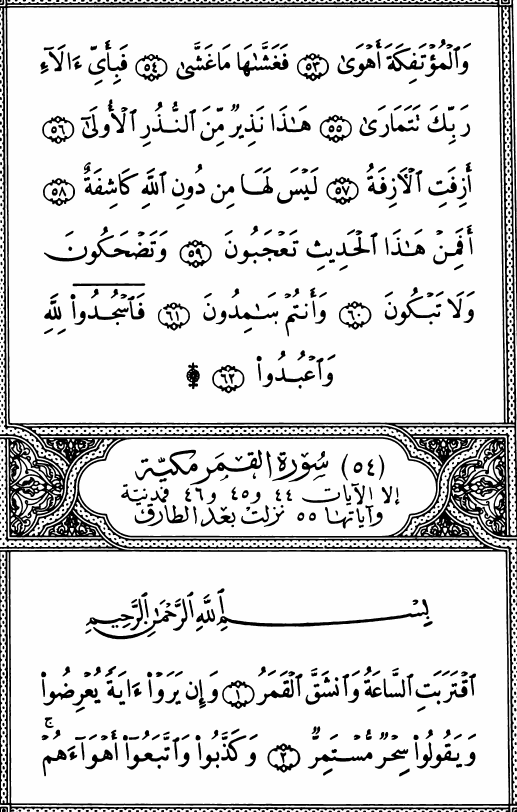 وَٱلْمُؤْتَفِكَةَ أَهْوَىٰ ﴿٥٣﴾ فَغَشَّىٰهَا مَا غَشَّىٰ ﴿٥٤﴾ فَبِأَىِّ ءَالَآءِ
رَبِّكَ تَتَمَارَىٰ ﴿٥٥﴾ هَـٰذَا نَذِيرٌ مِّنَ ٱلنُّذُرِ ٱلْأُولَىٰٓ ﴿٥٦﴾
أَزِفَتِ ٱلْآزِفَةُ ﴿٥٧﴾ لَيْسَ لَهَا مِن دُونِ ٱللَّهِ كَاشِفَةٌ ﴿٥٨﴾
أَفَمِنْ هَـٰذَا ٱلْحَدِيثِ تَعْجَبُونَ ﴿٥٩﴾ وَتَضْحَكُونَ
وَلَا تَبْكُونَ ﴿٦٠﴾ وَأَنتُمْ سَـٰمِدُونَ ﴿٦١﴾ فَٱسْجُدُوا۟ لِلَّهِ
وَٱعْبُدُوا۟ ﴿٦٢﴾ ۩
(٥٤) سُورَةُ القَمَرِ مَكِيَّة
إلا الآيات ٤٤ و٤٥ و٤٦ فمدنية
وآياتها ٥٥ نزلت بعد الطارق
بِسْمِ ٱللَّهِ ٱلرَّحْمَـٰنِ ٱلرَّحِيمِ
ٱقْتَرَبَتِ ٱلسَّاعَةُ وَٱنشَقَّ ٱلْقَمَرُ ﴿١﴾ وَإِن يَرَوْا۟ ءَايَةً يُعْرِضُوا۟
وَيَقُولُوا۟ سِحْرٌ مُّسْتَمِرٌّ ﴿٢﴾ وَكَذَّبُوا۟ وَٱتَّبَعُوٓا۟ أَهْوَآءَهُمْ ۚ